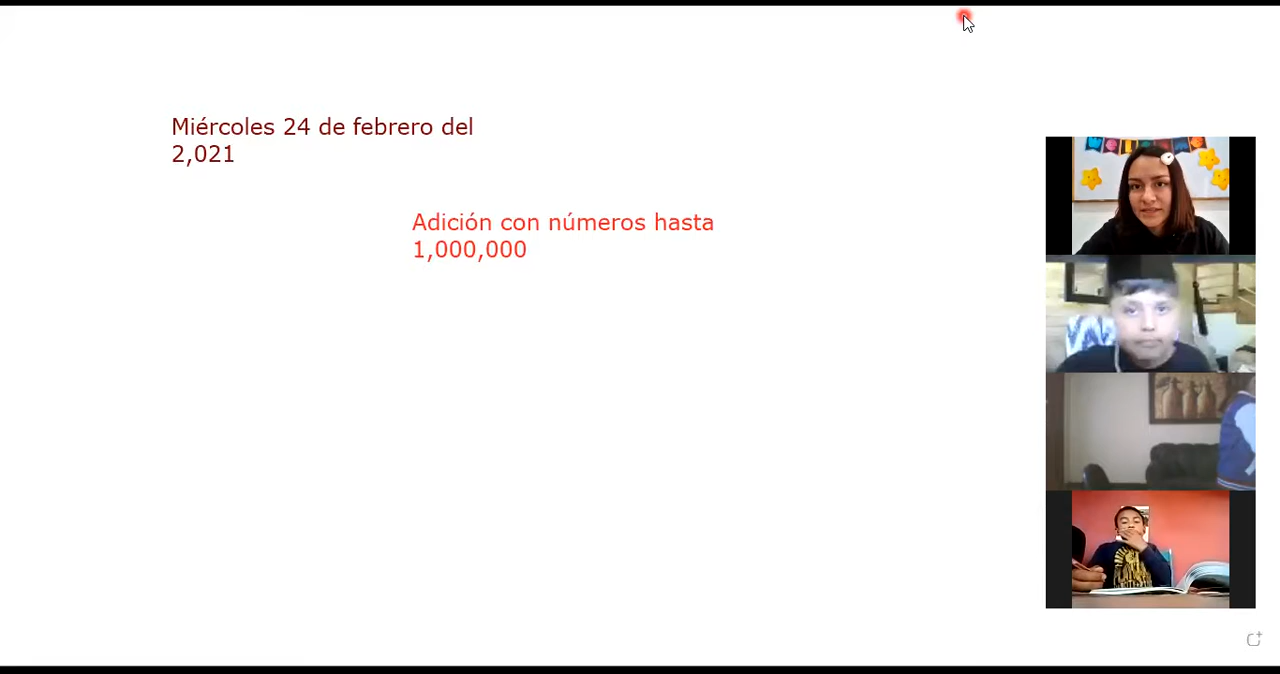 Miércoles 24 de febrero del
2,021
Adición con números hasta
1,000,000